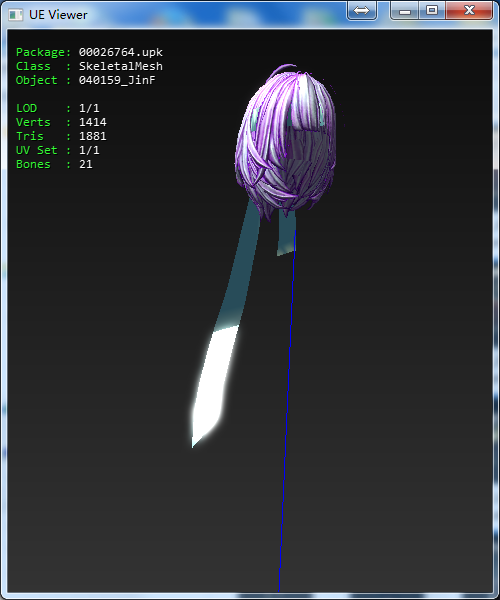 UE Viewer
Package: 00026764.upk
Class  : SkeletalMesh
Object : 040159_JinF
LOD    : 1/1
Verts  : 1414
Tris   : 1881
UV Set : 1/1
Bones  : 21